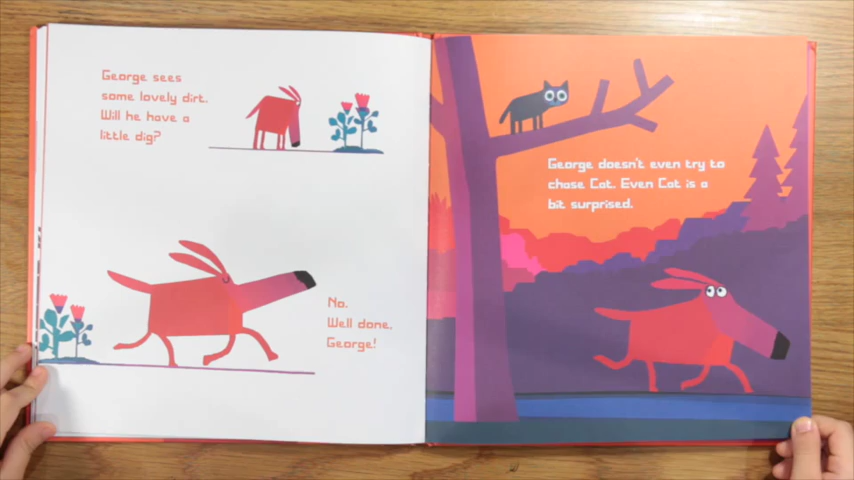 George sees
some lovely dirt.
Will he have a
little dig?
No.
Well done,
George!
George doesn't even try to
chase Cat. Even Cat is a
bit surprised.